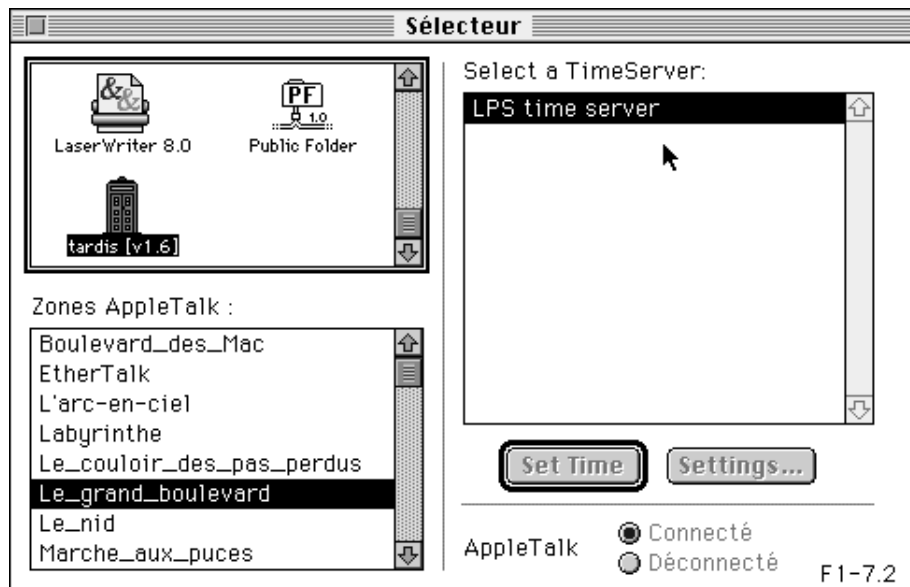 Sélecteur
&&
LaserWriter 8.0
PF
1.0
Public Folder
tardis [v1.6]
Zones AppleTalk :
Boulevard_des_Mac
EtherTalk
L'arc-en-ciel
Labyrinthe
Le_couloir_des_pas_perdus
Le_grand_boulevard
Le_nid
Marche_aux_puces
Select a TimeServer:
LPS time server
Set Time
Settings...
AppleTalk
Connecté
Déconnecté
F1-7.2